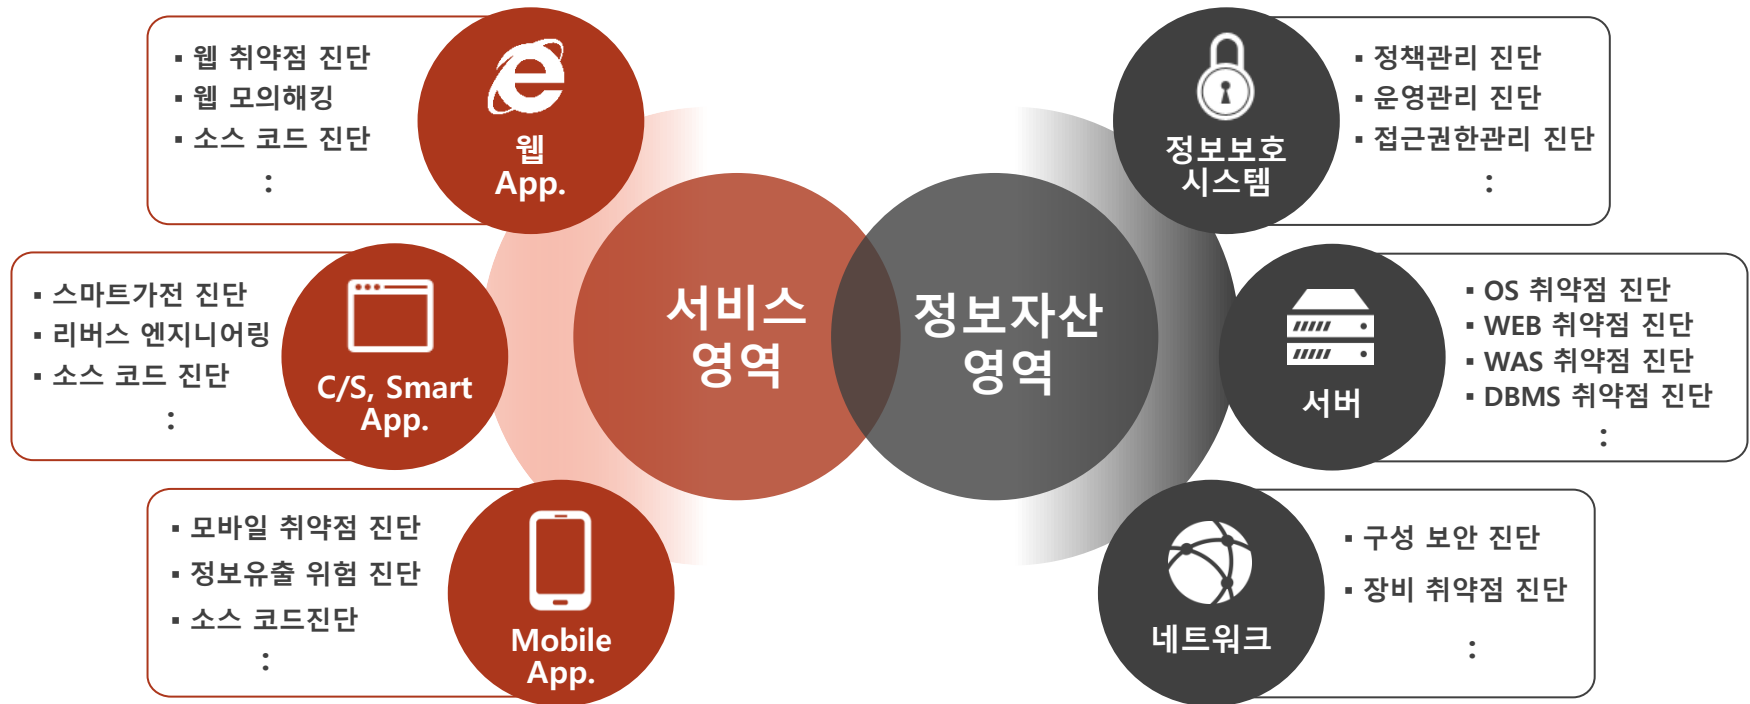 ▪ 웹 취약점 진단
▪ 웹 모의해킹
▪ 소스 코드 진단
:
웹
App.
▪ 스마트가전 진단
▪ 리버스 엔지니어링
▪ 소스 코드 진단
:
C/S, Smart
App.
▪ 모바일 취약점 진단
▪ 정보유출 위험 진단
▪ 소스 코드진단
:
Mobile
App.
서비스
영역
정보자산
영역
정보보호
시스템
▪ 정책관리 진단
▪ 운영관리 진단
▪ 접근권한관리 진단
:
서버
▪ OS 취약점 진단
▪ WEB 취약점 진단
▪ WAS 취약점 진단
▪ DBMS 취약점 진단
:
네트워크
▪ 구성 보안 진단
▪ 장비 취약점 진단
: